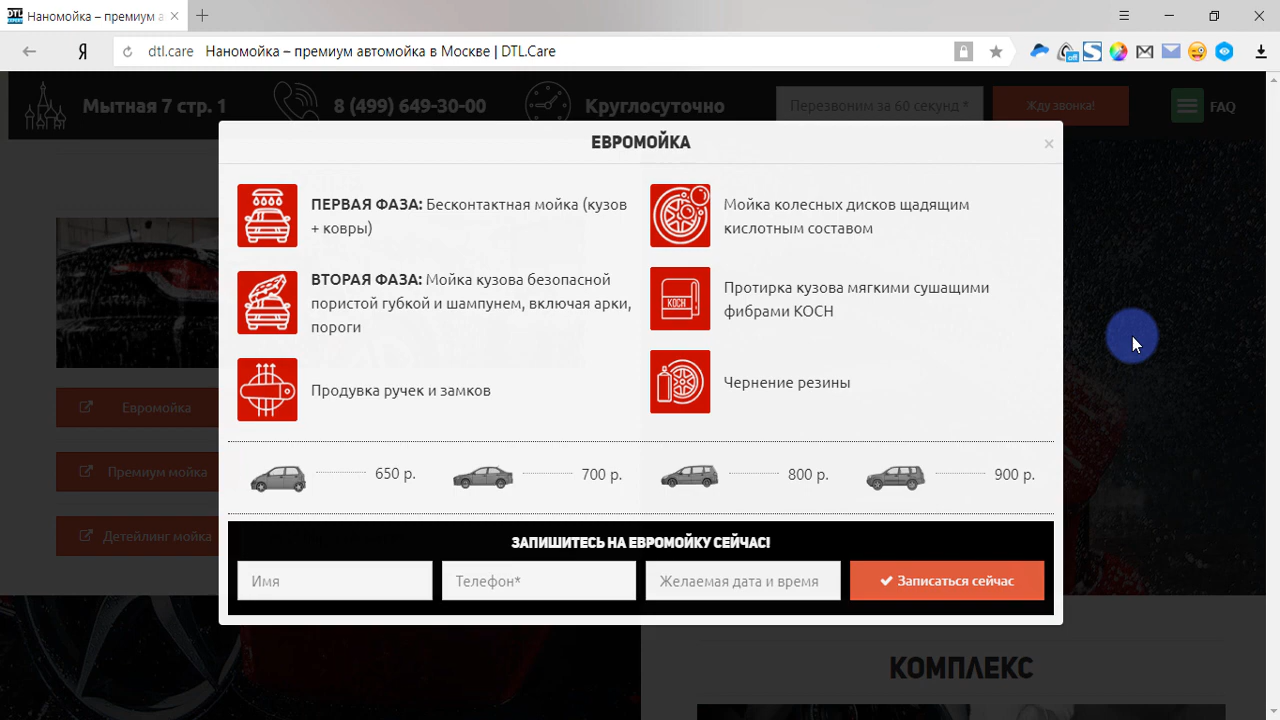 Наномойка – премиум а
dtl.care Наномойка – премиум автомойка в Москве | DTL.Care
Мытная 7 стр. 1
8 (499) 649-30-00
Круглосуточно
Перезвоним за 60 секунд *
Жду звонка!
FAQ
ЕВРОМОЙКА
×
ПЕРВАЯ ФАЗА: Бесконтактная мойка (кузов
+ ковры)
ВТОРАЯ ФАЗА: Мойка кузова безопасной
пористой губкой и шампунем, включая арки,
пороги
Продувка ручек и замков
Мойка колесных дисков щадящим
кислотным составом
KOCH
Протирка кузова мягкими сушащими
фибрами КОСН
Чернение резины
650 р.
700 р.
800 р.
900 р.
ЗАПИШИТЕСЬ НА ЕВРОМОЙКУ СЕЙЧАС!
Имя
Телефон*
Желаемая дата и время
Записаться сейчас
Евромойка
Премиум мойка
Детейлинг мойка
КОМПЛЕКС